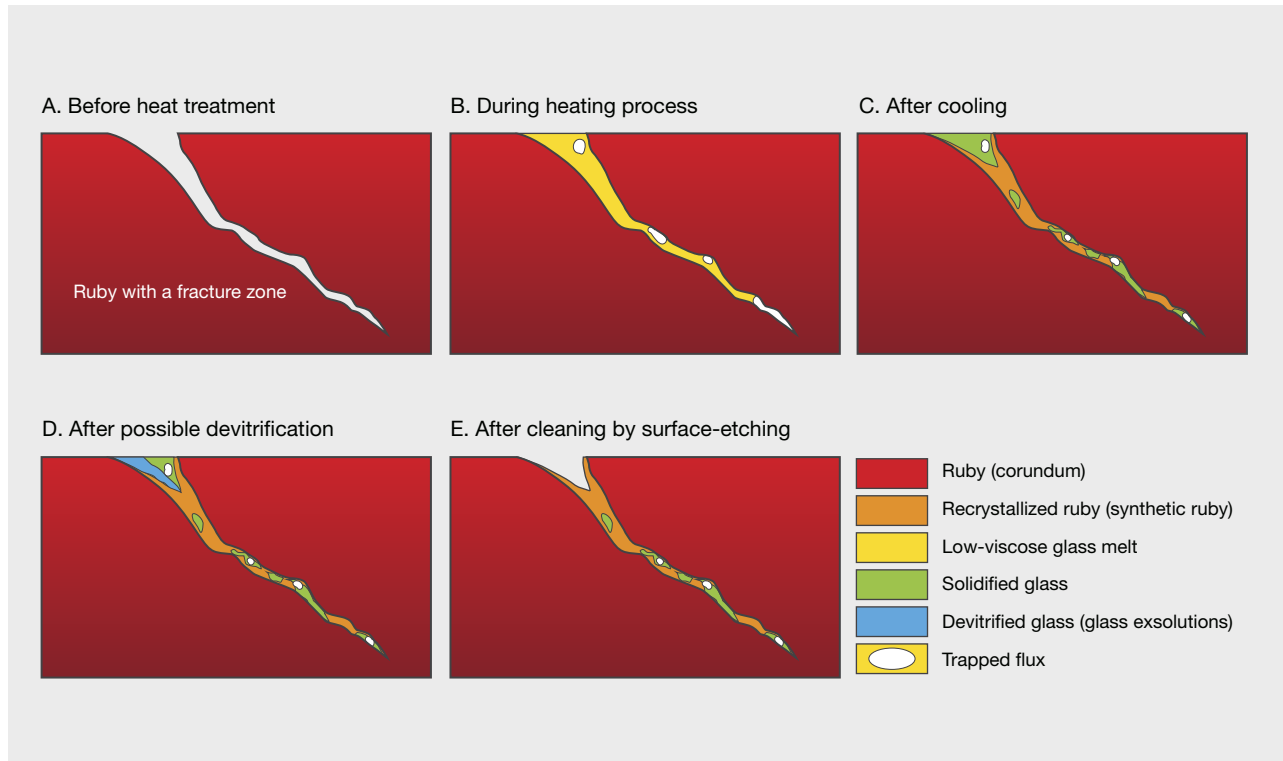 A. Before heat treatment
B. During heating process
C. After cooling
Ruby with a fracture zone
D. After possible devitrification
E. After cleaning by surface-etching
Ruby (corundum)
Recrystallized ruby (synthetic ruby)
Low-viscose glass melt
Solidified glass
Devitrified glass (glass exsolutions)
Trapped flux